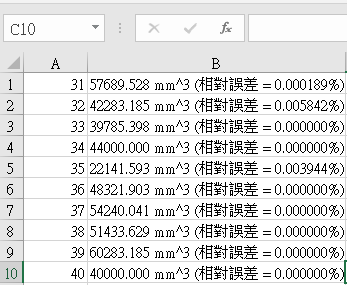 C10
fx
A B
1 31 57689.528 mm^3 (相對誤差 = 0.000189%)
2 32 42283.185 mm^3 (相對誤差 = 0.005842%)
3 33 39785.398 mm^3 (相對誤差 = 0.000000%)
4 34 44000.000 mm^3 (相對誤差 = 0.000000%)
5 35 22141.593 mm^3 (相對誤差 = 0.003944%)
6 36 48321.903 mm^3 (相對誤差 = 0.000000%)
7 37 54240.041 mm^3 (相對誤差 = 0.000000%)
8 38 51433.629 mm^3 (相對誤差 = 0.000000%)
9 39 60283.185 mm^3 (相對誤差 = 0.000000%)
10 40 40000.000 mm^3 (相對誤差 = 0.000000%)